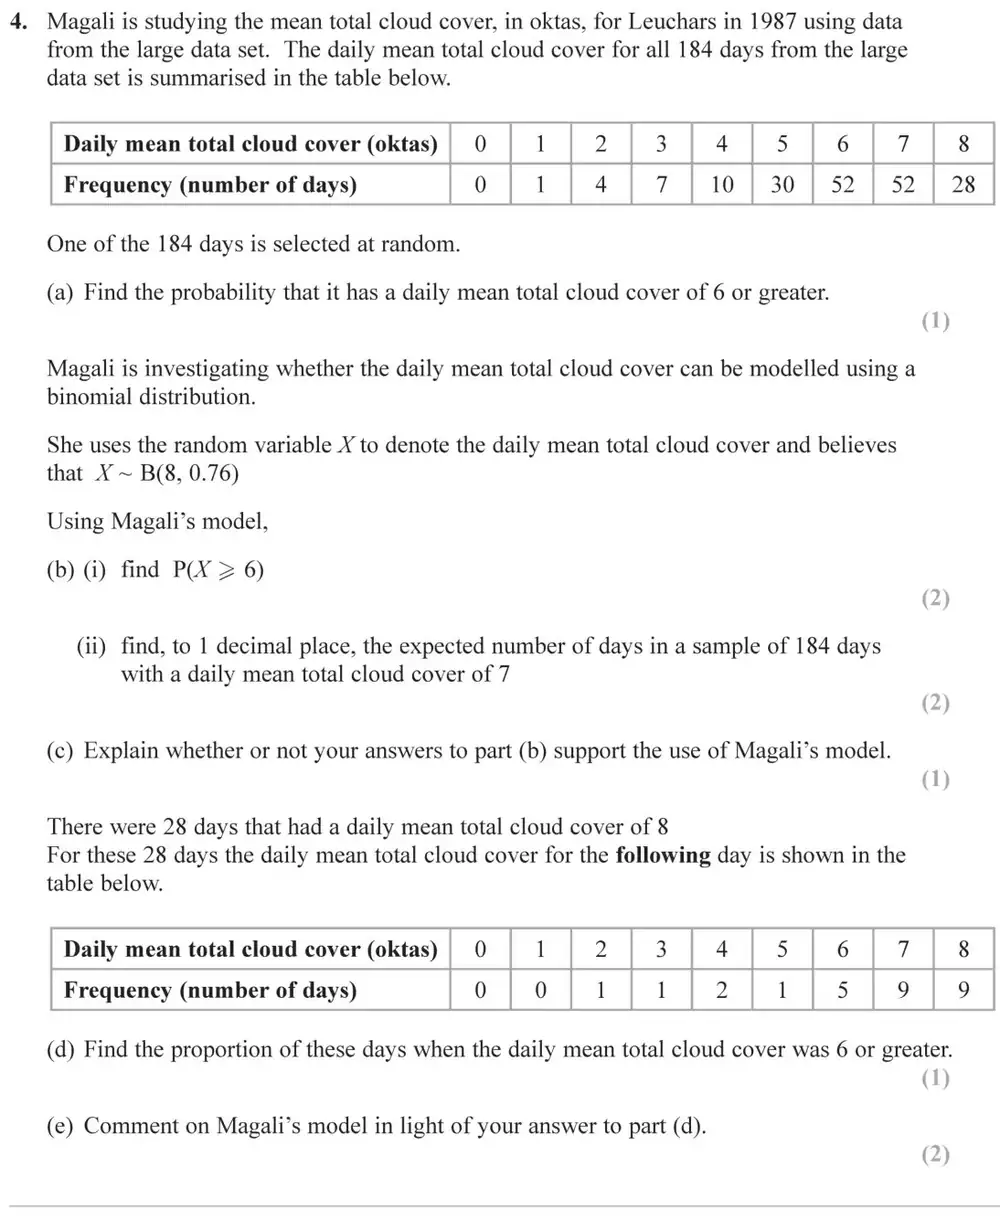 4. Magali is studying the mean total cloud cover, in oktas, for Leuchars in 1987 using data
from the large data set. The daily mean total cloud cover for all 184 days from the large
data set is summarised in the table below.
Daily mean total cloud cover (oktas) 0 1 2 3 4 5 6 7 8
Frequency (number of days) 0 1 4 7 10 30 52 52 28
One of the 184 days is selected at random.
(a) Find the probability that it has a daily mean total cloud cover of 6 or greater.
(1)
Magali is investigating whether the daily mean total cloud cover can be modelled using a
binomial distribution.
She uses the random variable X to denote the daily mean total cloud cover and believes
that X ~ B(8, 0.76)
Using Magali’s model,
(b) (i) find P(X ⩾ 6)
(2)
(ii) find, to 1 decimal place, the expected number of days in a sample of 184 days
with a daily mean total cloud cover of 7
(2)
(c) Explain whether or not your answers to part (b) support the use of Magali’s model.
(1)
There were 28 days that had a daily mean total cloud cover of 8
For these 28 days the daily mean total cloud cover for the following day is shown in the
table below.
Daily mean total cloud cover (oktas) 0 1 2 3 4 5 6 7 8
Frequency (number of days) 0 0 1 1 2 1 5 9 9
(d) Find the proportion of these days when the daily mean total cloud cover was 6 or greater.
(1)
(e) Comment on Magali’s model in light of your answer to part (d).
(2)